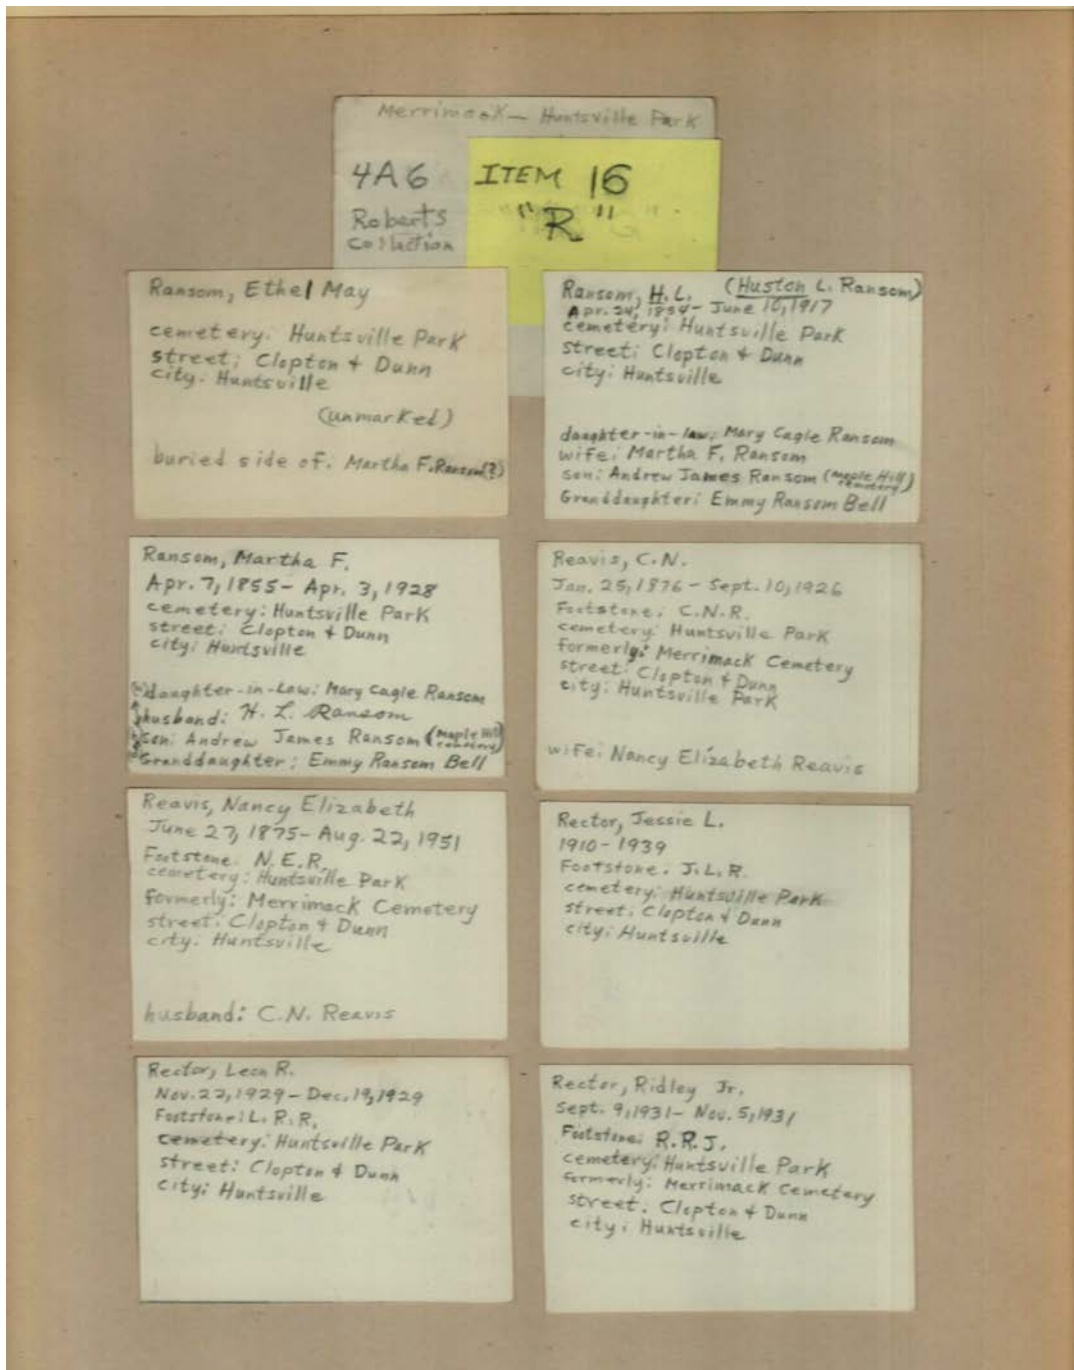 Merrimack — Huntsville Park
4A6
Roberts
Collection
ITEM 16
"R"
Ransom, Ethel May
cemetery: Huntsville Park
street: Clopton & Dunn
city: Huntsville
(unmarked)
buried side of: Martha F. Ransom (?)
Ransom, H.L. (Huston L. Ransom)
Apr. 24, 1854 - June 10, 1917
cemetery: Huntsville Park
street: Clopton & Dunn
city: Huntsville
daughter-in-law: Mary Cagle Ransom
wife: Martha F. Ransom
son: Andrew James Ransom (Maple Hill
cemetery)
Granddaughter: Emmy Ransom Bell
Ransom, Martha F.
Apr. 7, 1855 - Apr. 3, 1928
cemetery: Huntsville Park
street: Clopton & Dunn
city: Huntsville
daughter-in-Law: Mary Cagle Ransom
husband: H. L. Ransom
son: Andrew James Ransom (Maple Hill
cemetery)
Granddaughter: Emmy Ransom Bell
Reavis, C.N.
Jan. 25, 1876 - Sept. 10, 1926
Footstone: C.N.R.
cemetery: Huntsville Park
formerly: Merrimack Cemetery
street: Clopton & Dunn
city: Huntsville Park
wife: Nancy Elizabeth Reavis
Reavis, Nancy Elizabeth
June 27, 1875 - Aug. 22, 1951
Footstone: N.E.R.
cemetery: Huntsville Park
formerly: Merrimack Cemetery
street: Clopton & Dunn
city: Huntsville
husband: C.N. Reavis
Rector, Jessie L.
1910 - 1939
Footstone: J.L.R.
cemetery: Huntsville Park
street: Clopton & Dunn
city: Huntsville
Rector, Leon R.
Nov. 22, 1929 - Dec. 19, 1929
Footstone: L.R.R.
cemetery: Huntsville Park
street: Clopton & Dunn
city: Huntsville
Rector, Ridley Jr.
Sept. 9, 1931 - Nov. 5, 1931
Footstone: R.R.J.
cemetery: Huntsville Park
formerly: Merrimack Cemetery
street: Clopton & Dunn
city: Huntsville